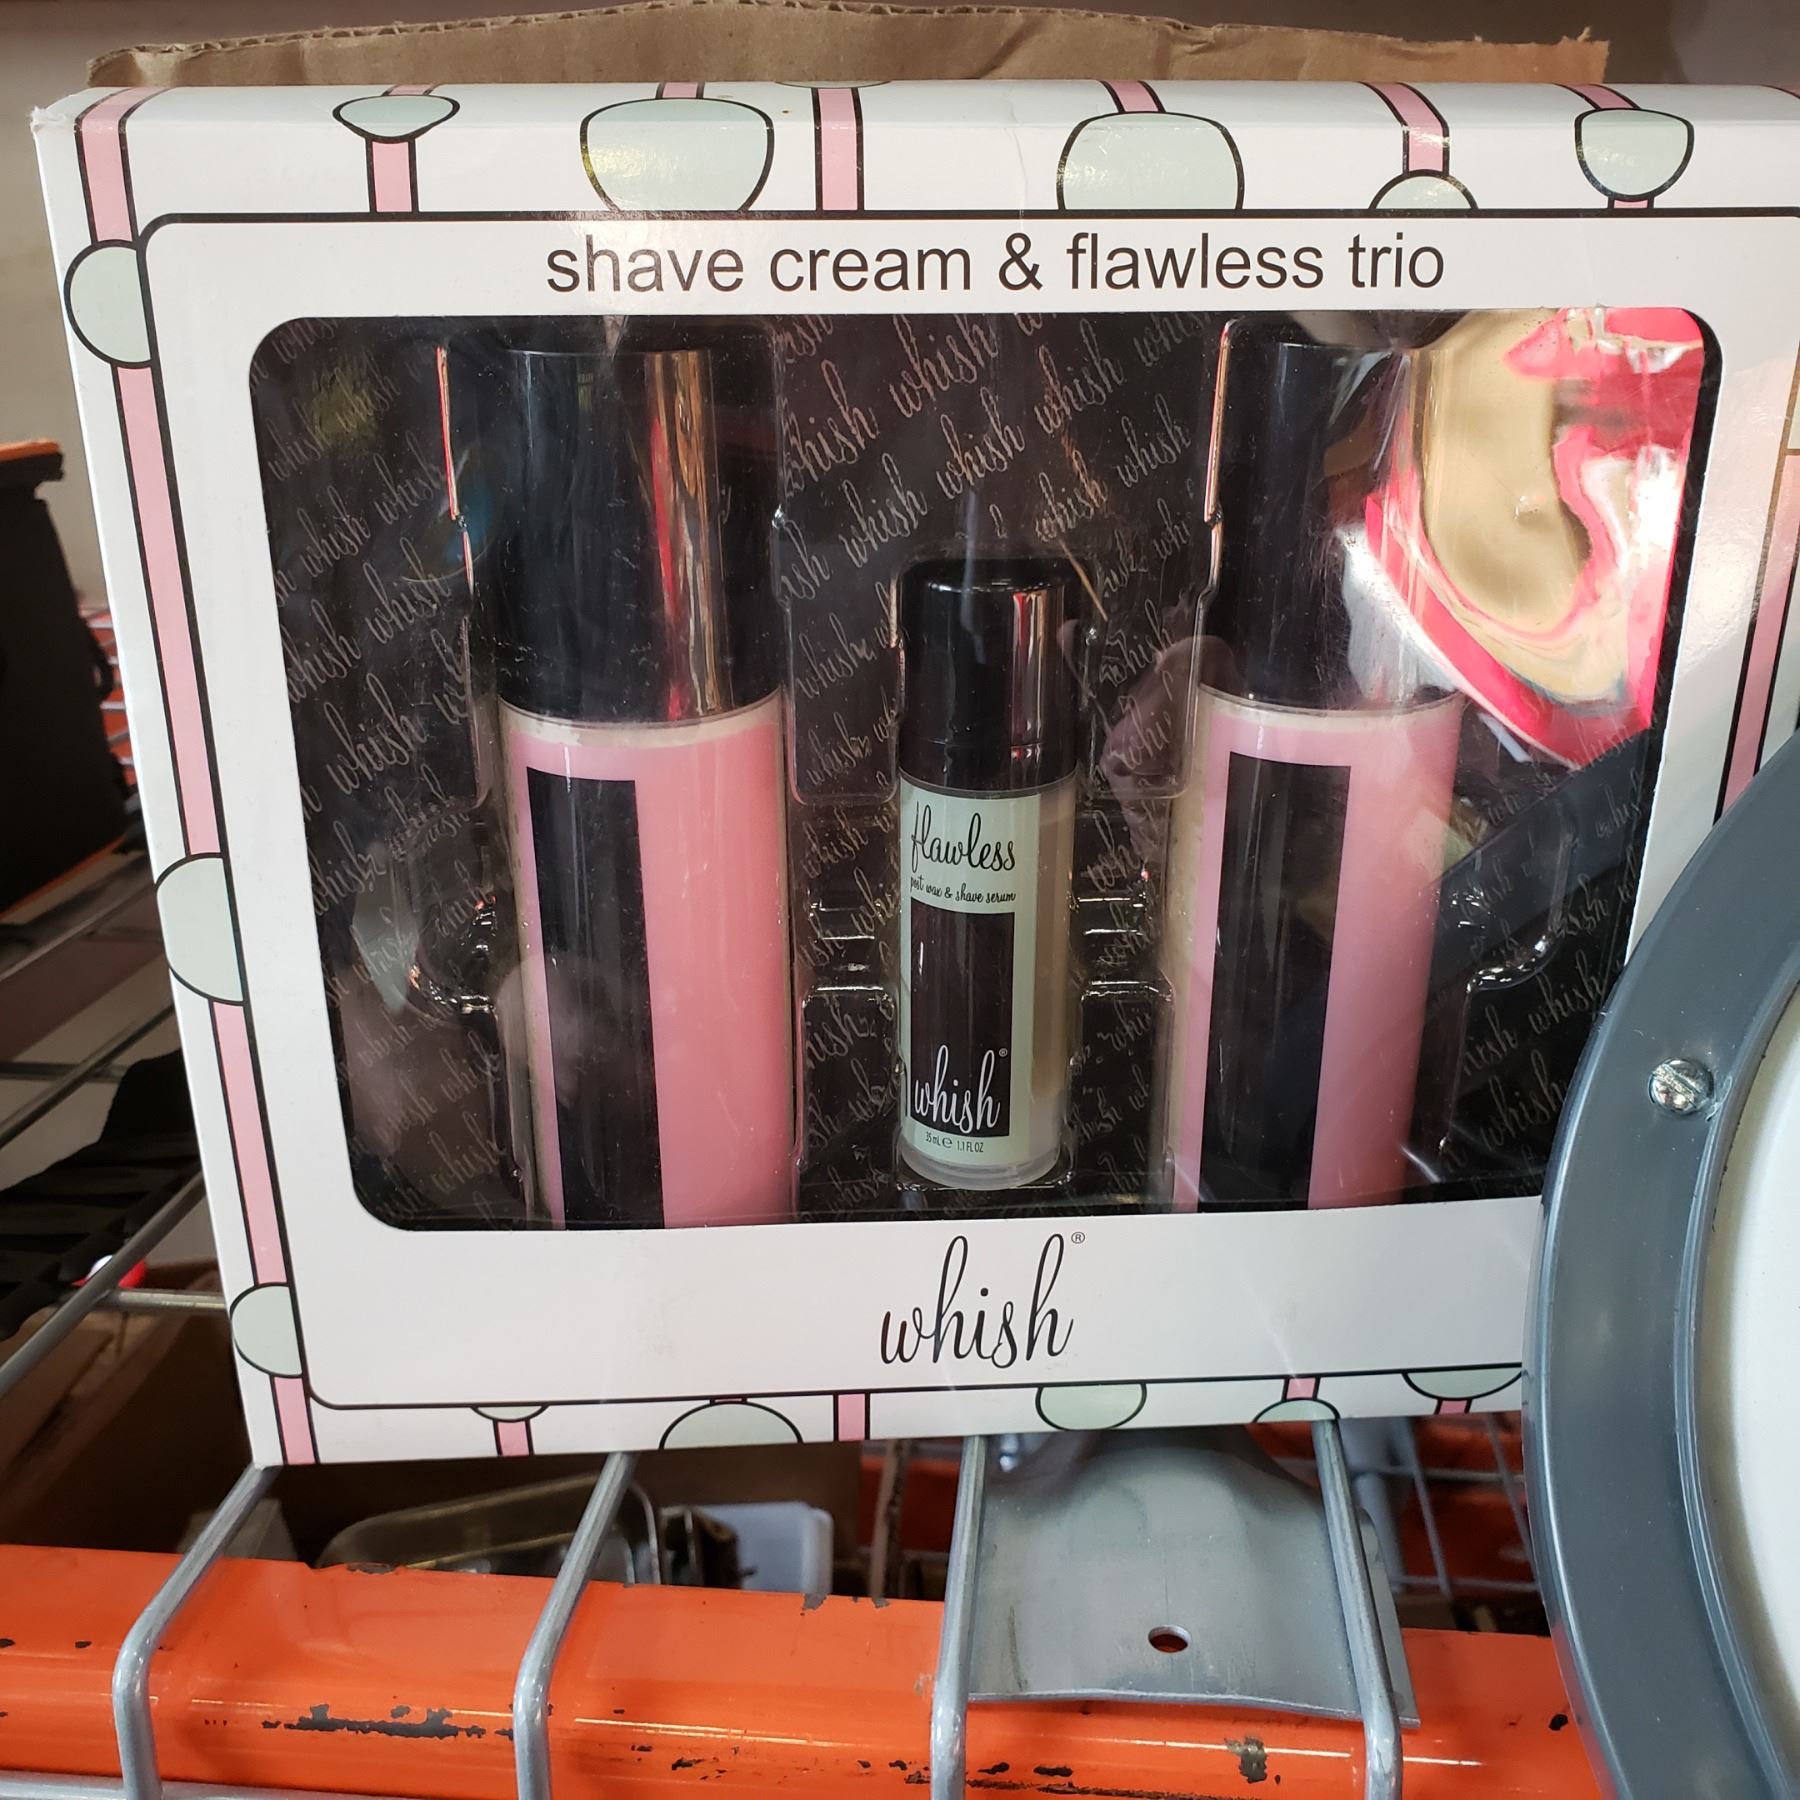 shave cream & flawless trio
flawless
post wax & shave serum
whish®
35 mL e 1.1 FL OZ
whish®